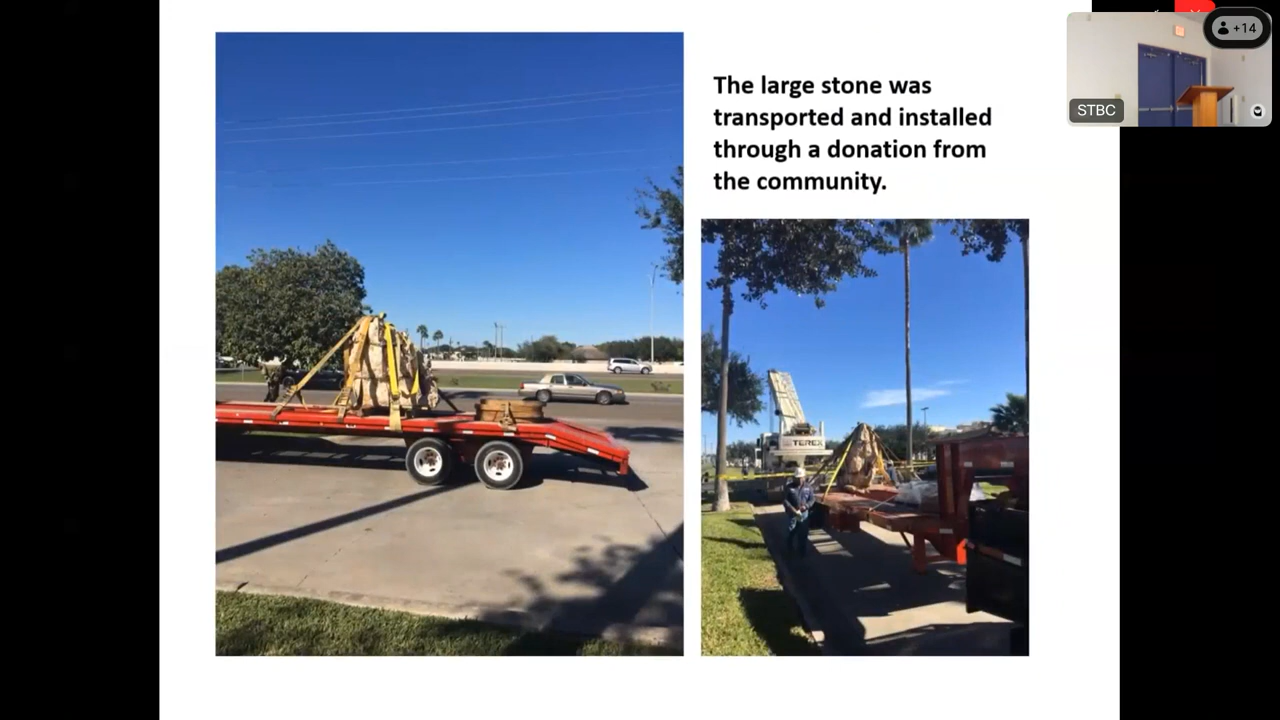 The large stone was
transported and installed
through a donation from
the community.
TEREX
STBC
+14